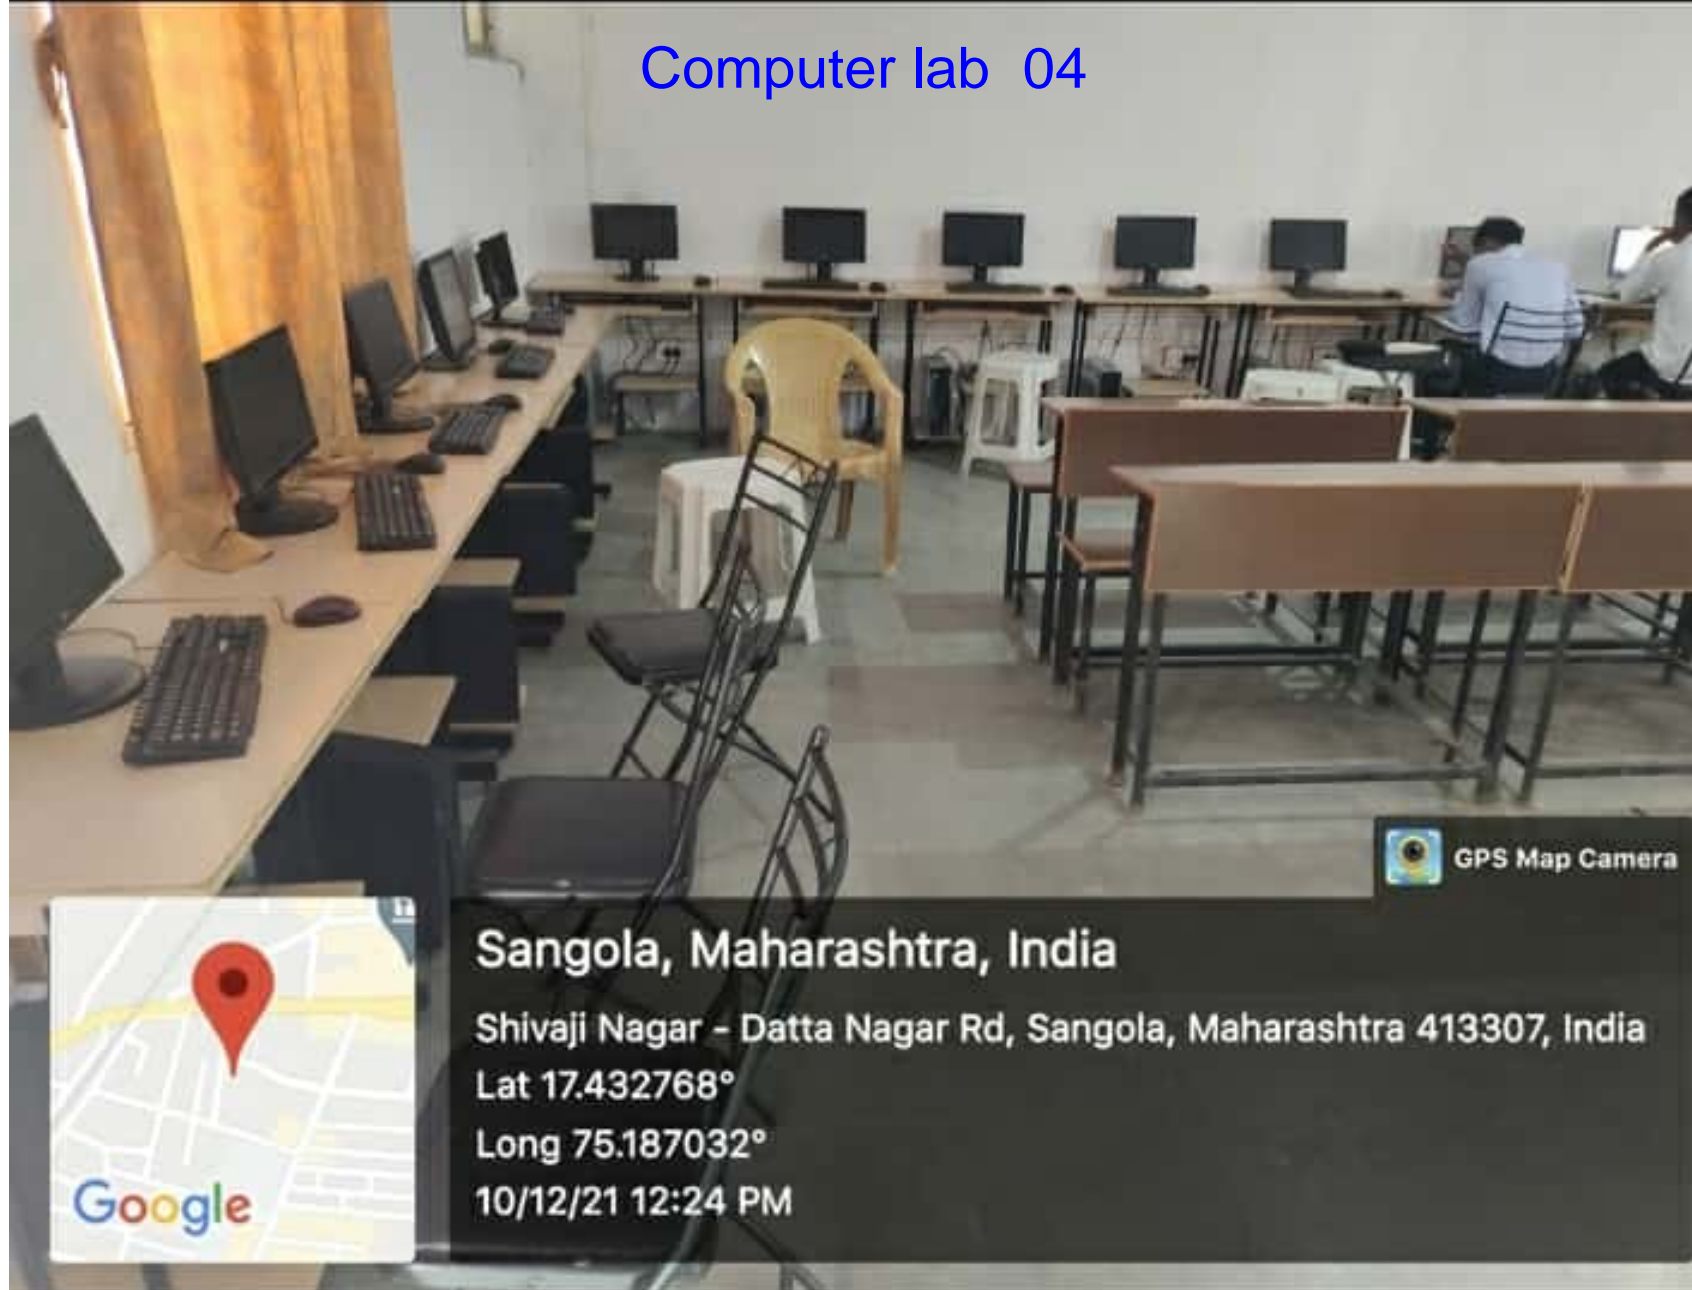 Computer lab 04
GPS Map Camera
Sangola, Maharashtra, India
Shivaji Nagar - Datta Nagar Rd, Sangola, Maharashtra 413307, India
Lat 17.432768°
Long 75.187032°
10/12/21 12:24 PM
Google